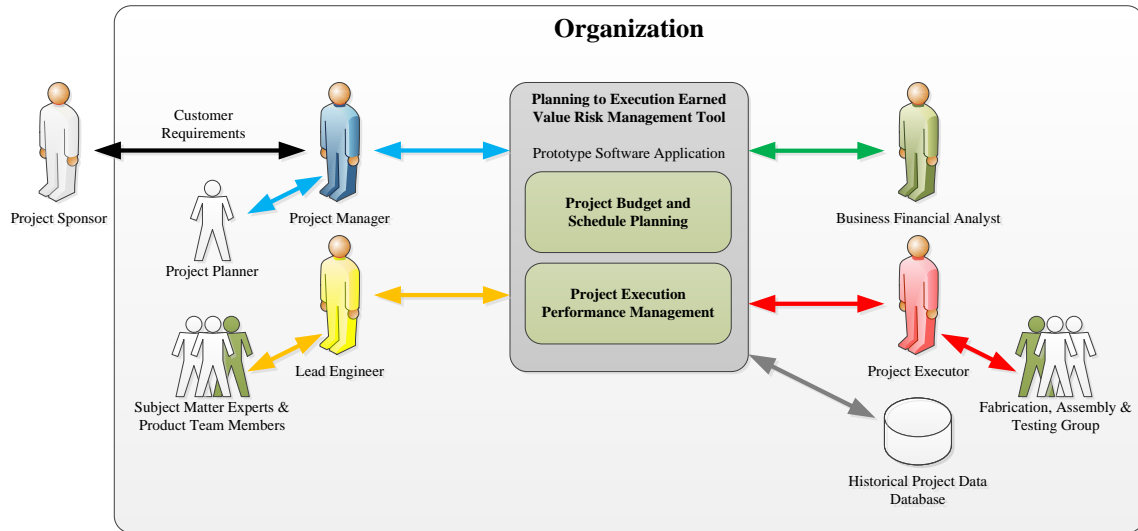 Organization
Customer
Requirements
Project Sponsor
Project Manager
Project Planner
Lead Engineer
Subject Matter Experts &
Product Team Members
Planning to Execution Earned
Value Risk Management Tool
Prototype Software Application
Project Budget and
Schedule Planning
Project Execution
Performance Management
Business Financial Analyst
Project Executor
Fabrication, Assembly &
Testing Group
Historical Project Data
Database